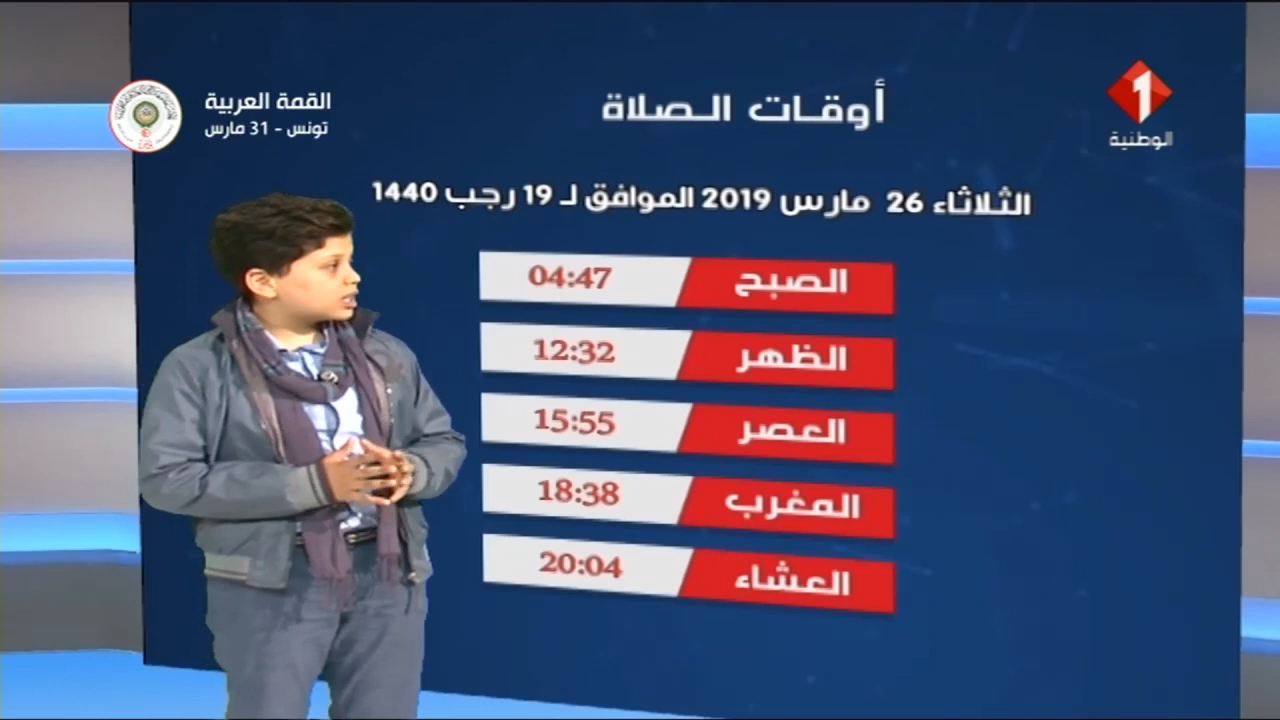 القمة العربية
تونس - 31 مارس
أوقات الصلاة
1
الوطنية
الثلاثاء 26 مارس 2019 الموافق لـ 19 رجب 1440
الصبح 04:47
الظهر 12:32
العصر 15:55
المغرب 18:38
العشاء 20:04